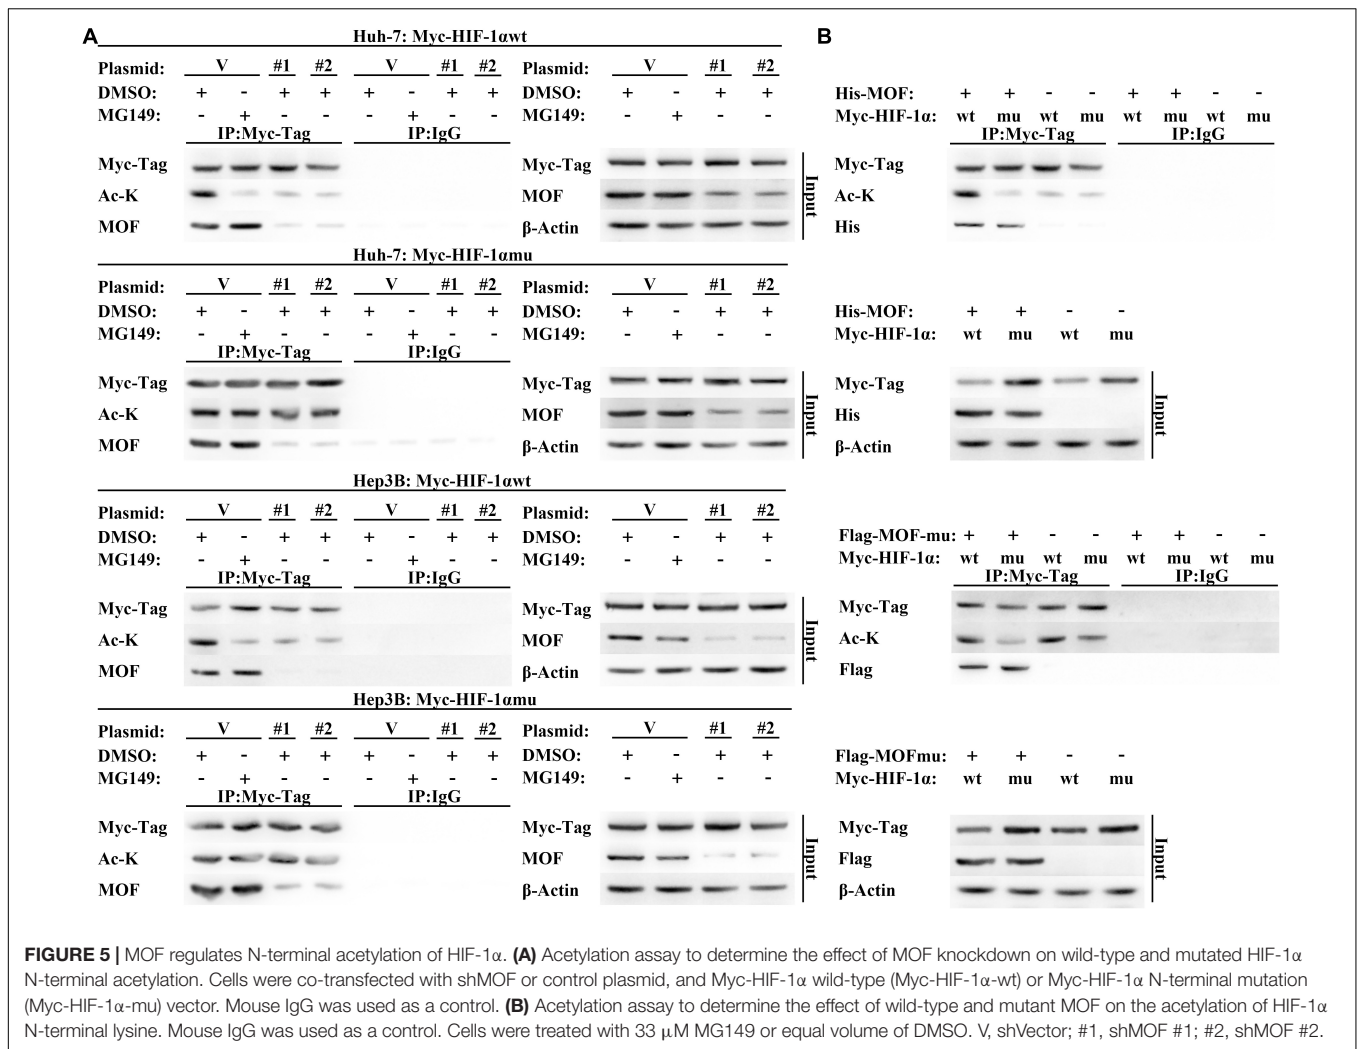 A
Huh-7: Myc-HIF-1αwt
Plasmid: V #1 #2 V #1 #2 Plasmid: V #1 #2
DMSO: + - + + + - + + DMSO: + - + +
MG149: - + - - - + - - MG149: - + - -
IP:Myc-Tag IP:IgG
Myc-Tag Myc-Tag
Ac-K MOF
MOF β-Actin
Input
Huh-7: Myc-HIF-1αmu
Plasmid: V #1 #2 V #1 #2 Plasmid: V #1 #2
DMSO: + - + + + - + + DMSO: + - + +
MG149: - + - - - + - - MG149: - + - -
IP:Myc-Tag IP:IgG
Myc-Tag Myc-Tag
Ac-K MOF
MOF β-Actin
Input
Hep3B: Myc-HIF-1αwt
Plasmid: V #1 #2 V #1 #2 Plasmid: V #1 #2
DMSO: + - + + + - + + DMSO: + - + +
MG149: - + - - - + - - MG149: - + - -
IP:Myc-Tag IP:IgG
Myc-Tag Myc-Tag
Ac-K MOF
MOF β-Actin
Input
Hep3B: Myc-HIF-1αmu
Plasmid: V #1 #2 V #1 #2 Plasmid: V #1 #2
DMSO: + - + + + - + + DMSO: + - + +
MG149: - + - - - + - - MG149: - + - -
IP:Myc-Tag IP:IgG
Myc-Tag Myc-Tag
Ac-K MOF
MOF β-Actin
Input
B
His-MOF: + + - - + + - -
Myc-HIF-1α: wt mu wt mu wt mu wt mu
IP:Myc-Tag IP:IgG
Myc-Tag
Ac-K
His
His-MOF: + + - -
Myc-HIF-1α: wt mu wt mu
Myc-Tag
His
β-Actin
Input
Flag-MOF-mu: + + - - + + - -
Myc-HIF-1α: wt mu wt mu wt mu wt mu
IP:Myc-Tag IP:IgG
Myc-Tag
Ac-K
Flag
Flag-MOFmu: + + - -
Myc-HIF-1α: wt mu wt mu
Myc-Tag
Flag
β-Actin
Input
FIGURE 5 | MOF regulates N-terminal acetylation of HIF-1α. (A) Acetylation assay to determine the effect of MOF knockdown on wild-type and mutated HIF-1α
N-terminal acetylation. Cells were co-transfected with shMOF or control plasmid, and Myc-HIF-1α wild-type (Myc-HIF-1α-wt) or Myc-HIF-1α N-terminal mutation
(Myc-HIF-1α-mu) vector. Mouse IgG was used as a control. (B) Acetylation assay to determine the effect of wild-type and mutant MOF on the acetylation of HIF-1α
N-terminal lysine. Mouse IgG was used as a control. Cells were treated with 33 μM MG149 or equal volume of DMSO. V, shVector; #1, shMOF #1; #2, shMOF #2.